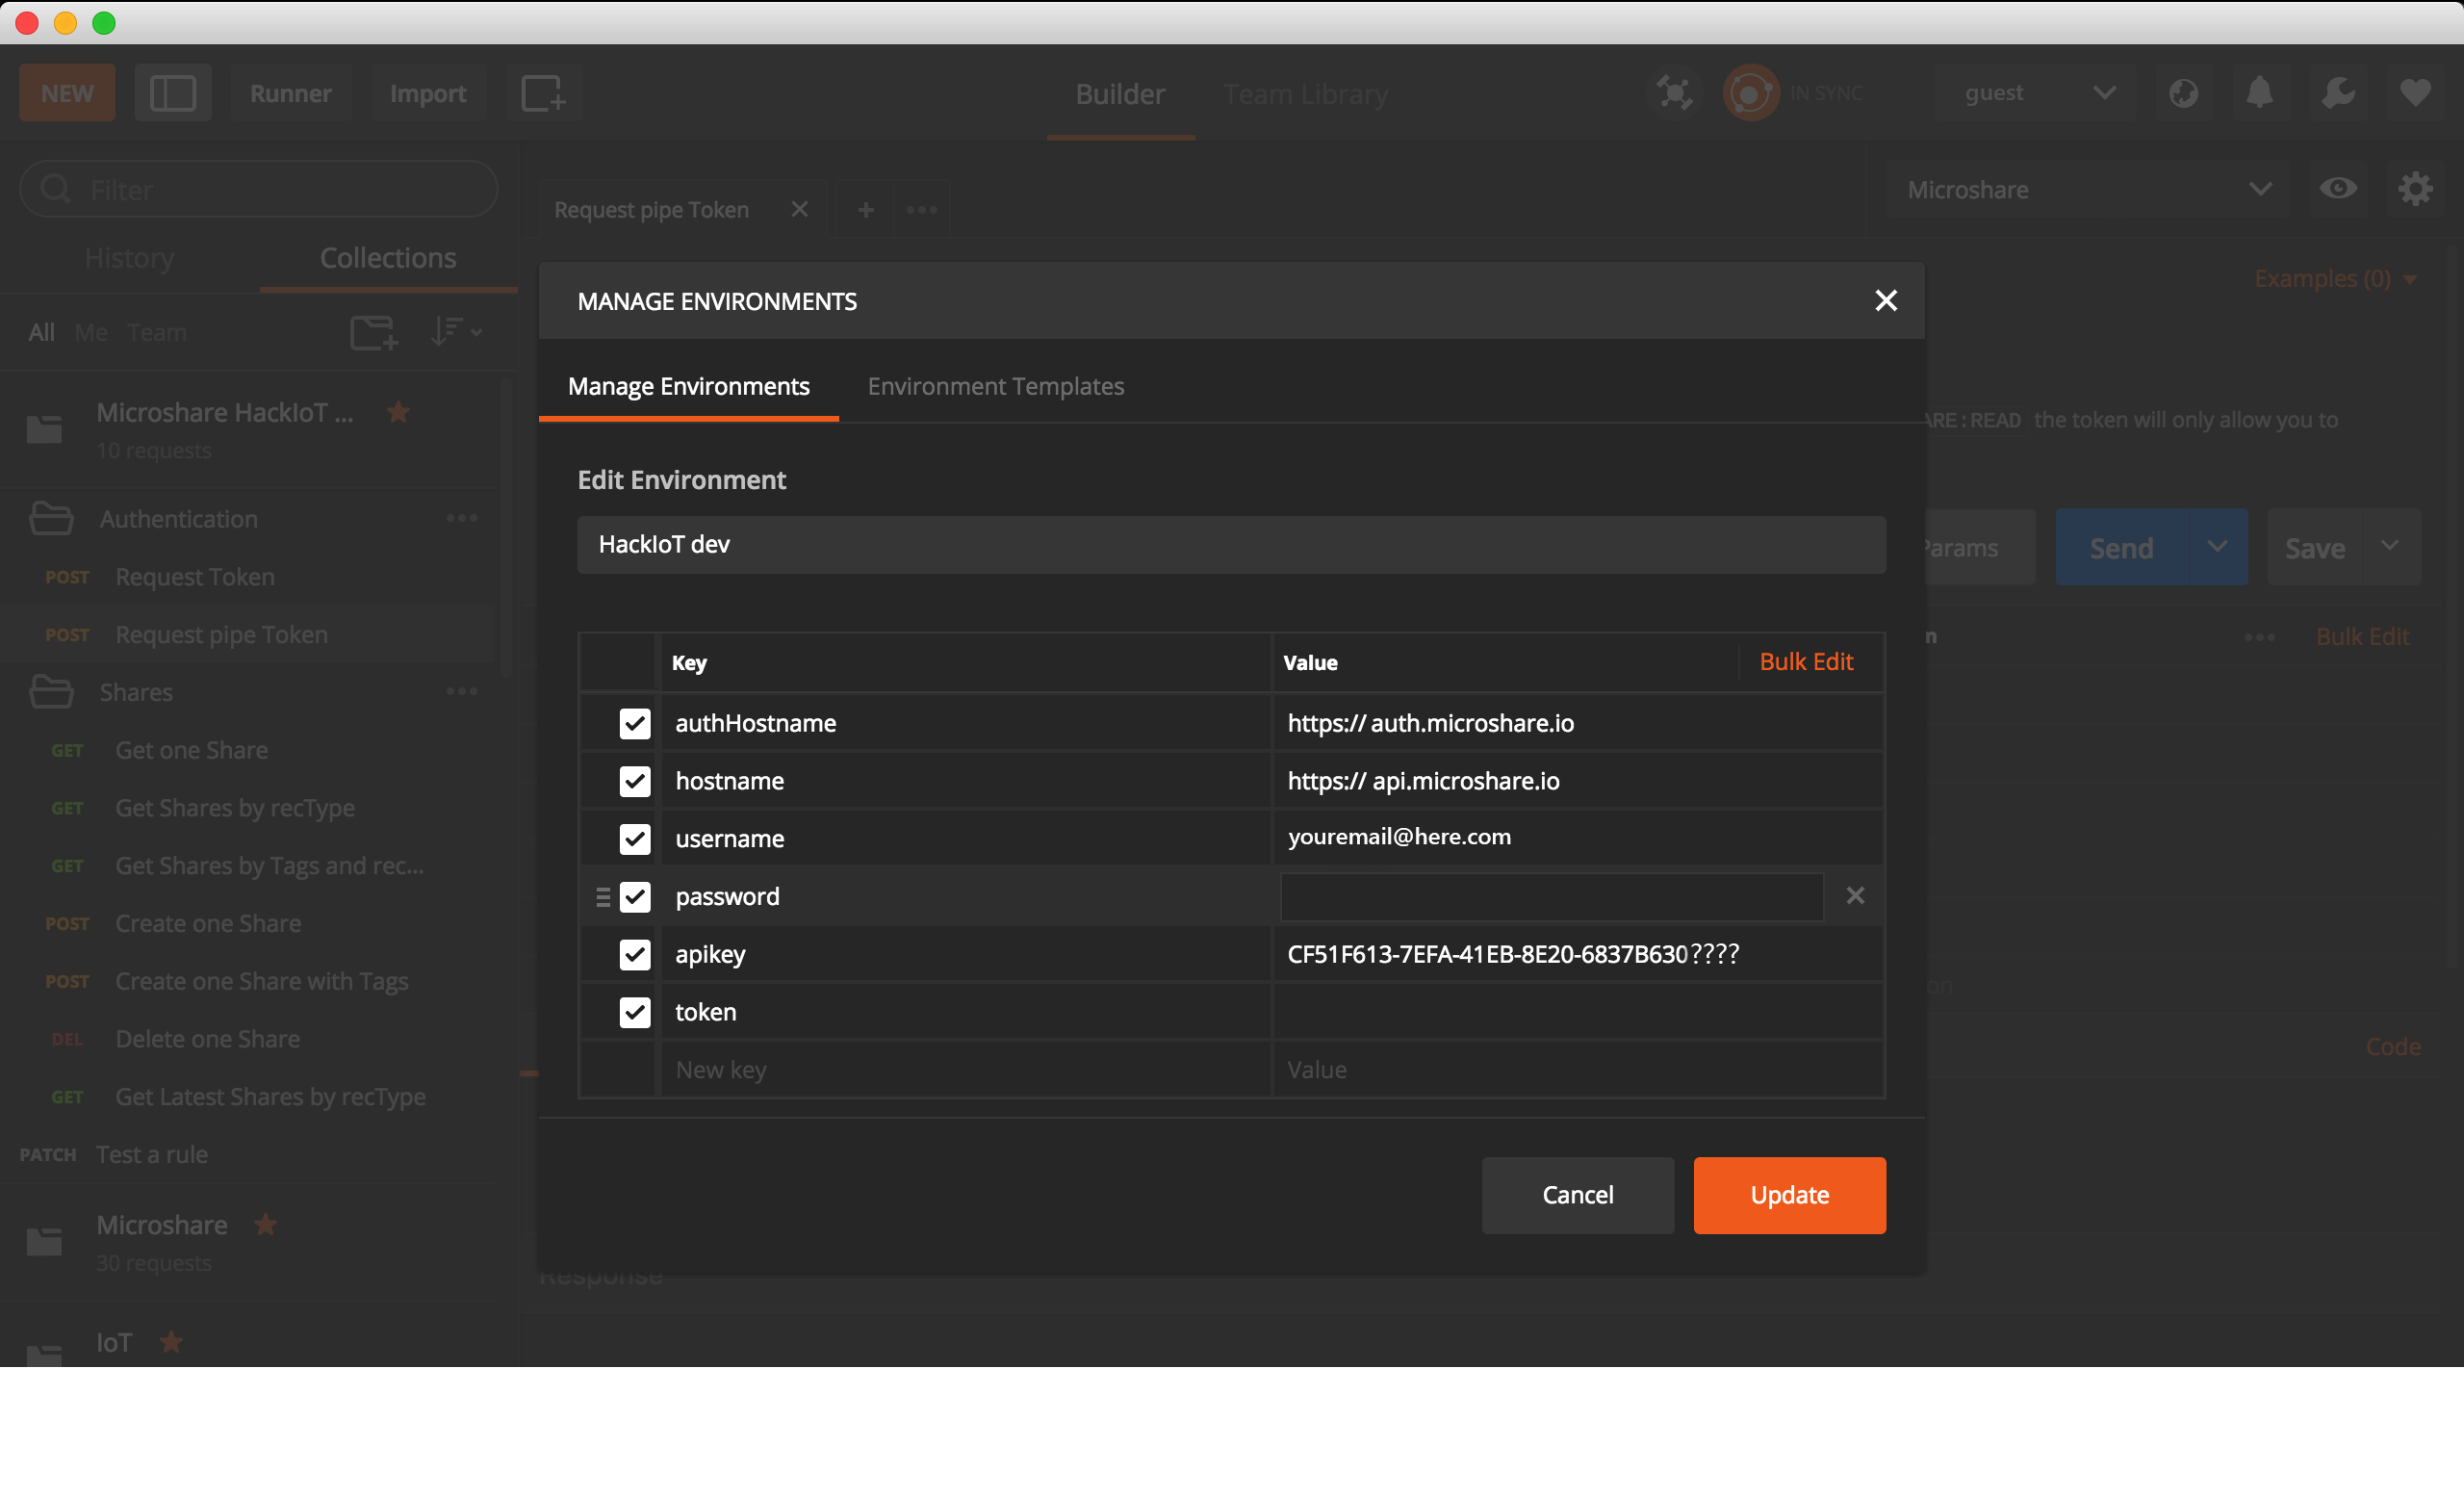 NEW Runner Import Builder Team Library IN SYNC guest
Filter
Request pipe Token
Microshare
History Collections
Examples (0)
MANAGE ENVIRONMENTS
All Me Team
Manage Environments Environment Templates
Microshare HackIoT ...
10 requests
ARE:READ the token will only allow you to
Edit Environment
Authentication
HackIoT dev
Params Send Save
POST Request Token
POST Request pipe Token
Bulk Edit
Key Value Bulk Edit
Shares
authHostname https:// auth.microshare.io
GET Get one Share
hostname https:// api.microshare.io
GET Get Shares by recType
username youremail@here.com
GET Get Shares by Tags and rec...
password
POST Create one Share
apikey CF51F613-7EFA-41EB-8E20-6837B630????
POST Create one Share with Tags
token
DEL Delete one Share
Code
New key Value
GET Get Latest Shares by recType
PATCH Test a rule
Cancel Update
Microshare
30 requests
Response
IoT